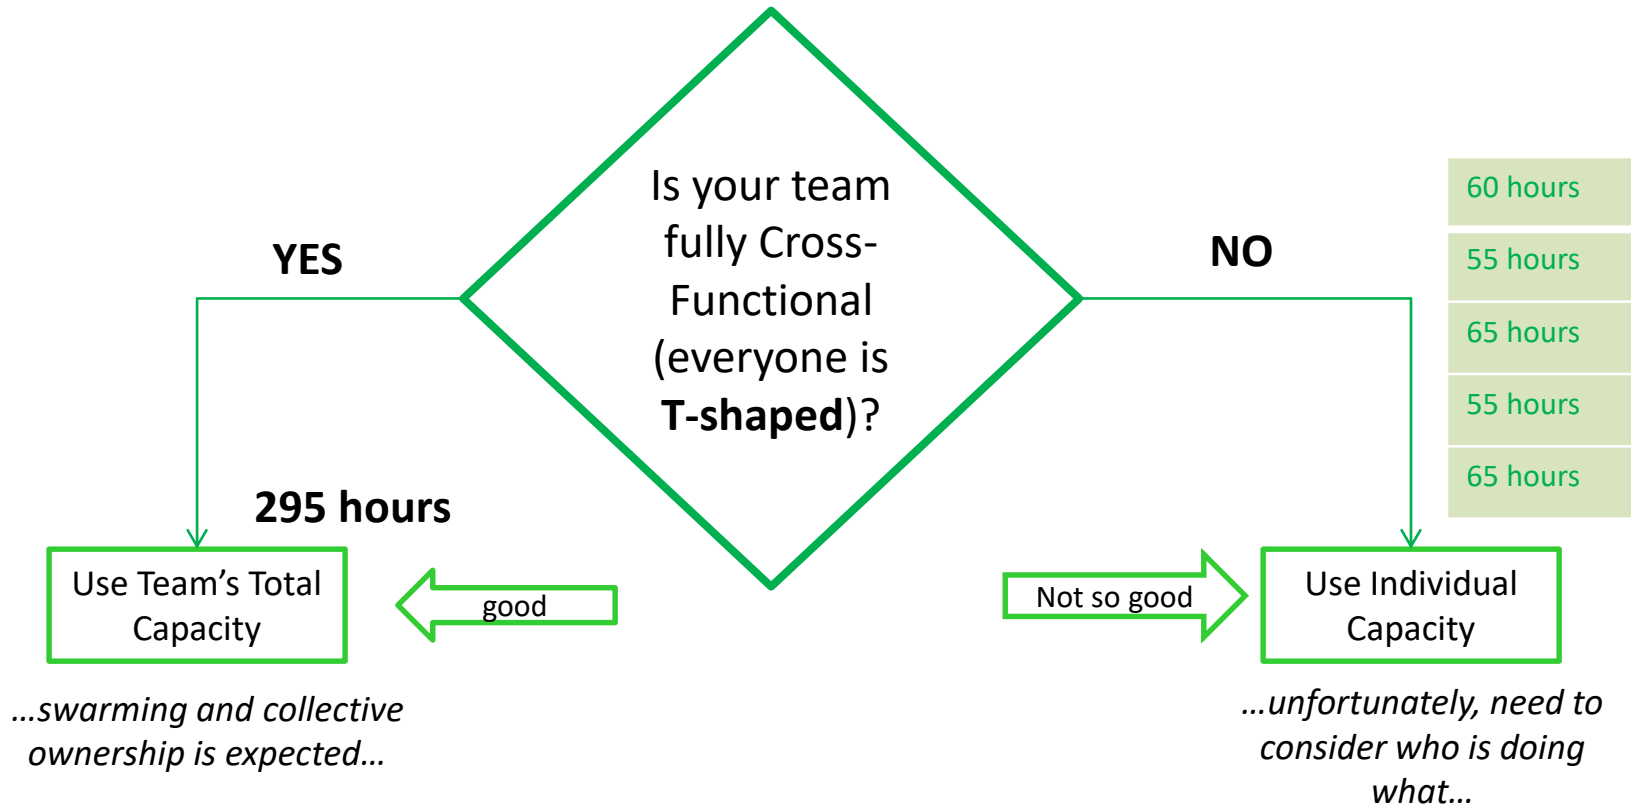 Is your team
fully Cross-
Functional
(everyone is
T-shaped)?
YES
NO
60 hours
55 hours
65 hours
55 hours
65 hours
295 hours
Use Team’s Total
Capacity
good
Not so good
Use Individual
Capacity
…swarming and collective
ownership is expected…
…unfortunately, need to
consider who is doing
what…